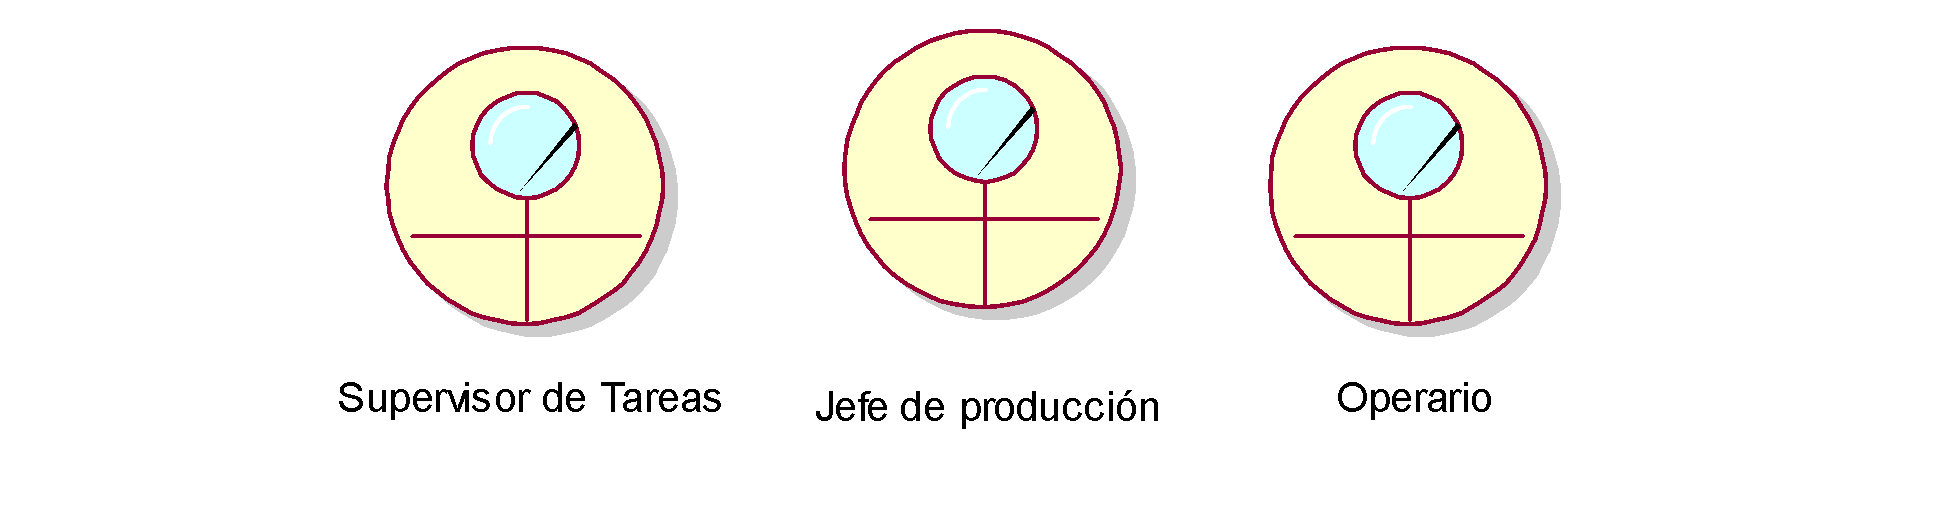 Supervisor de Tareas
Jefe de producción
Operario